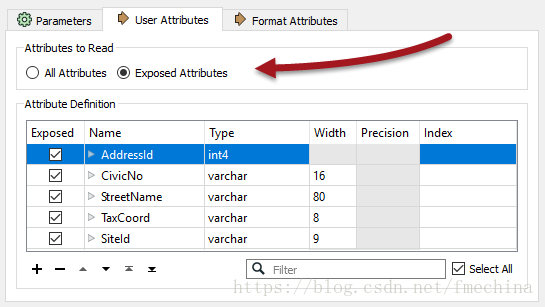 Parameters User Attributes Format Attributes
Attributes to Read
All Attributes Exposed Attributes
Attribute Definition
Exposed Name Type Width Precision Index
AddressId int4
CivicNo varchar 16
StreetName varchar 80
TaxCoord varchar 8
SiteId varchar 9
Filter Select All
https://blog.csdn.net/fmechina